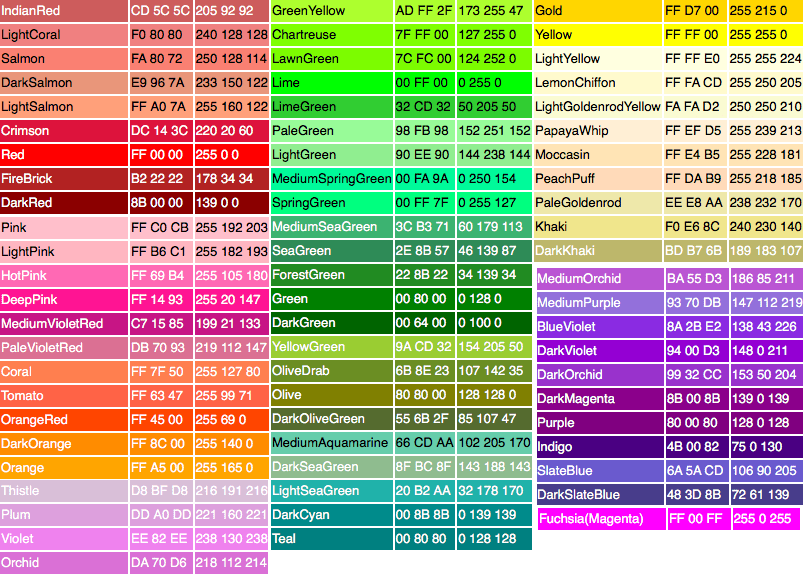 IndianRed CD 5C 5C 205 92 92
LightCoral F0 80 80 240 128 128
Salmon FA 80 72 250 128 114
DarkSalmon E9 96 7A 233 150 122
LightSalmon FF A0 7A 255 160 122
Crimson DC 14 3C 220 20 60
Red FF 00 00 255 0 0
FireBrick B2 22 22 178 34 34
DarkRed 8B 00 00 139 0 0
Pink FF C0 CB 255 192 203
LightPink FF B6 C1 255 182 193
HotPink FF 69 B4 255 105 180
DeepPink FF 14 93 255 20 147
MediumVioletRed C7 15 85 199 21 133
PaleVioletRed DB 70 93 219 112 147
Coral FF 7F 50 255 127 80
Tomato FF 63 47 255 99 71
OrangeRed FF 45 00 255 69 0
DarkOrange FF 8C 00 255 140 0
Orange FF A5 00 255 165 0
Thistle D8 BF D8 216 191 216
Plum DD A0 DD 221 160 221
Violet EE 82 EE 238 130 238
Orchid DA 70 D6 218 112 214
GreenYellow AD FF 2F 173 255 47
Chartreuse 7F FF 00 127 255 0
LawnGreen 7C FC 00 124 252 0
Lime 00 FF 00 0 255 0
LimeGreen 32 CD 32 50 205 50
PaleGreen 98 FB 98 152 251 152
LightGreen 90 EE 90 144 238 144
MediumSpringGreen 00 FA 9A 0 250 154
SpringGreen 00 FF 7F 0 255 127
MediumSeaGreen 3C B3 71 60 179 113
SeaGreen 2E 8B 57 46 139 87
ForestGreen 22 8B 22 34 139 34
Green 00 80 00 0 128 0
DarkGreen 00 64 00 0 100 0
YellowGreen 9A CD 32 154 205 50
OliveDrab 6B 8E 23 107 142 35
Olive 80 80 00 128 128 0
DarkOliveGreen 55 6B 2F 85 107 47
MediumAquamarine 66 CD AA 102 205 170
DarkSeaGreen 8F BC 8F 143 188 143
LightSeaGreen 20 B2 AA 32 178 170
DarkCyan 00 8B 8B 0 139 139
Teal 00 80 80 0 128 128
Gold FF D7 00 255 215 0
Yellow FF FF 00 255 255 0
LightYellow FF FF E0 255 255 224
LemonChiffon FF FA CD 255 250 205
LightGoldenrodYellow FA FA D2 250 250 210
PapayaWhip FF EF D5 255 239 213
Moccasin FF E4 B5 255 228 181
PeachPuff FF DA B9 255 218 185
PaleGoldenrod EE E8 AA 238 232 170
Khaki F0 E6 8C 240 230 140
DarkKhaki BD B7 6B 189 183 107
MediumOrchid BA 55 D3 186 85 211
MediumPurple 93 70 DB 147 112 219
BlueViolet 8A 2B E2 138 43 226
DarkViolet 94 00 D3 148 0 211
DarkOrchid 99 32 CC 153 50 204
DarkMagenta 8B 00 8B 139 0 139
Purple 80 00 80 128 0 128
Indigo 4B 00 82 75 0 130
SlateBlue 6A 5A CD 106 90 205
DarkSlateBlue 48 3D 8B 72 61 139
Fuchsia(Magenta) FF 00 FF 255 0 255